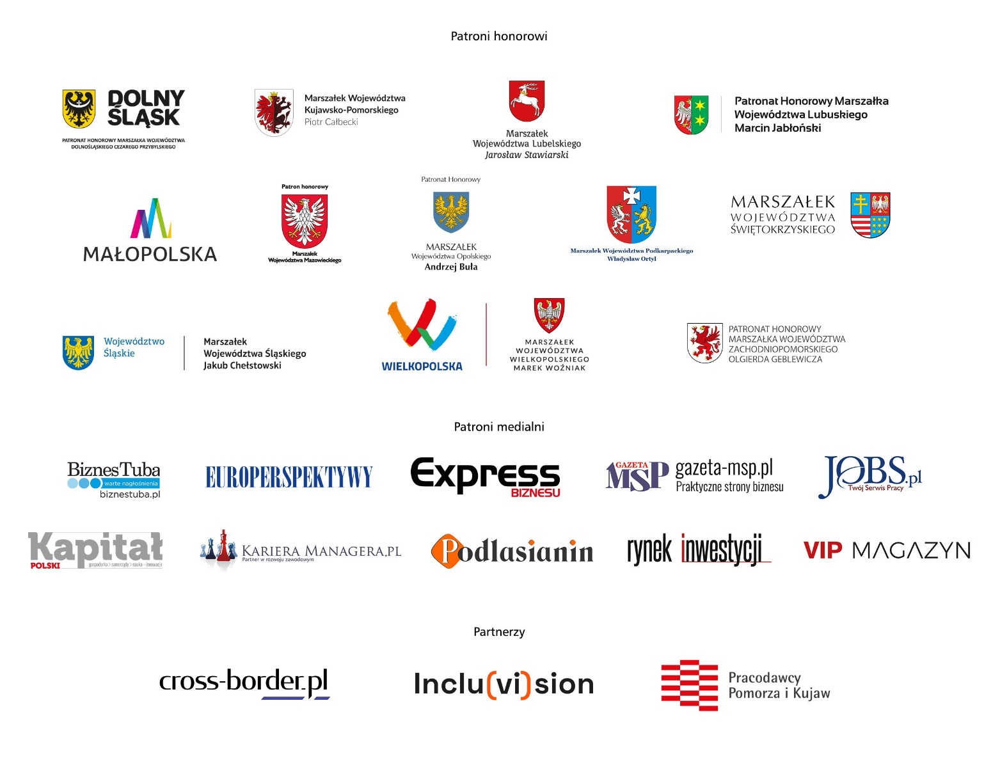 Patroni honorowi
DOLNY
ŚLĄSK
PATRONAT HONOROWY MARSZAŁKA WOJEWÓDZTWA
DOLNOŚLĄSKIEGO CEZAREGO PRZYBYLSKIEGO
Marszałek Województwa
Kujawsko-Pomorskiego
Piotr Całbecki
Marszałek
Województwa Lubelskiego
Jarosław Stawiarski
Patronat Honorowy Marszałka
Województwa Lubuskiego
Marcin Jabłoński
MAŁOPOLSKA
Patron honorowy
Marszałek
Województwa Mazowieckiego
Patronat Honorowy
MARSZAŁEK
Województwa Opolskiego
Andrzej Buła
Marszałek Województwa Podkarpackiego
Władysław Ortyl
MARSZAŁEK
WOJEWÓDZTWA
ŚWIĘTOKRZYSKIEGO
Województwo
Śląskie
Marszałek
Województwa Śląskiego
Jakub Chełstowski
WIELKOPOLSKA
MARSZAŁEK
WOJEWÓDZTWA
WIELKOPOLSKIEGO
MAREK WOŹNIAK
PATRONAT HONOROWY
MARSZAŁKA WOJEWÓDZTWA
ZACHODNIOPOMORSKIEGO
OLGIERDA GEBLEWICZA
Patroni medialni
BiznesTuba
warte nagłośnienia
biznestuba.pl
EUROPERSPEKTYWY
Express
BIZNESU
GAZETA
MSP
gazeta-msp.pl
Praktyczne strony biznesu
JOBS.pl
Twój Serwis Pracy
Kapitał
POLSKI
gospodarka > samorządy > nauka - innowacje
KARIERA MANAGERA.PL
Partner w rozwoju zawodowym
Podlasianin
rynek inwestycji
VIP MAGAZYN
Partnerzy
cross-border.pl
Inclu(vi)sion
Pracodawcy
Pomorza i Kujaw